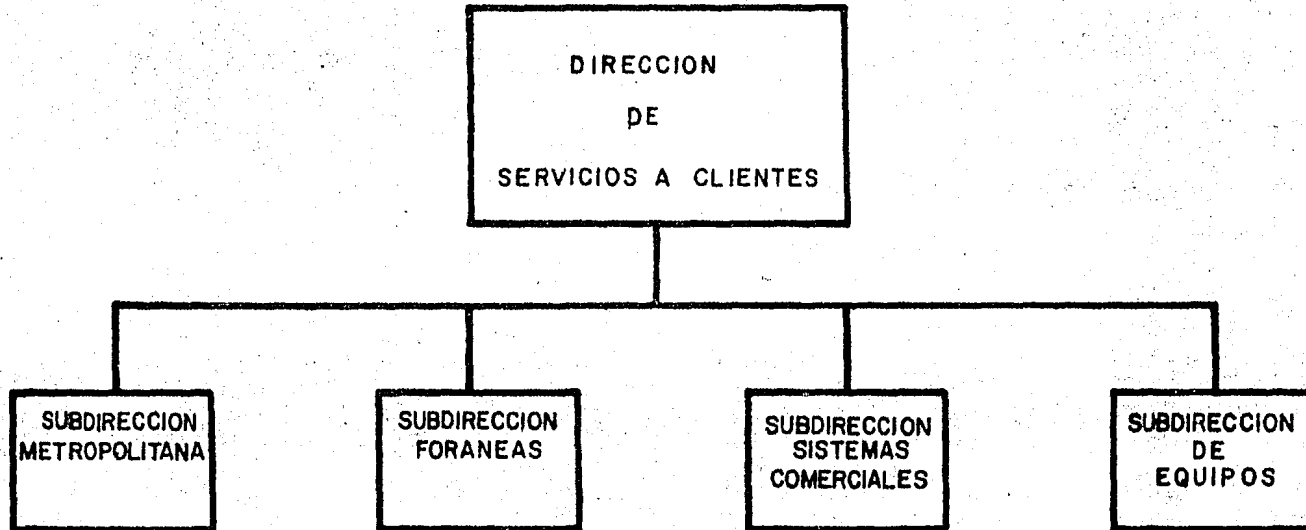 DIRECCION
DE
SERVICIOS A CLIENTES
SUBDIRECCION
METROPOLITANA
SUBDIRECCION
FORANEAS
SUBDIRECCION
SISTEMAS
COMERCIALES
SUBDIRECCION
DE
EQUIPOS